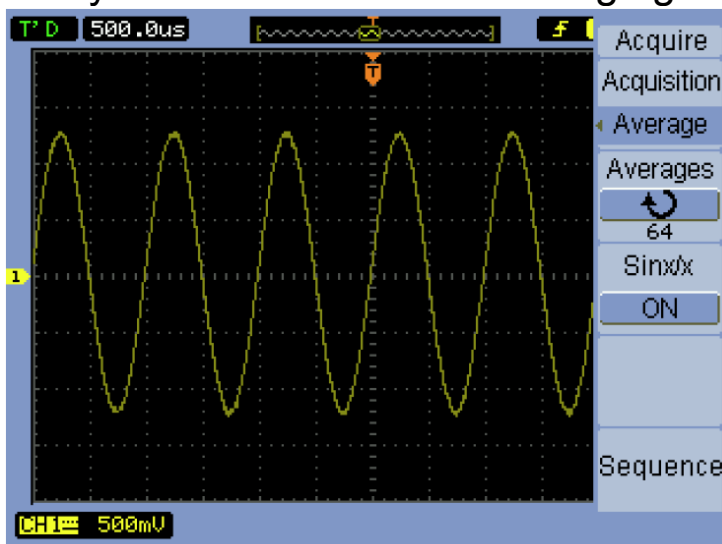 T'D 500.0us
T
Acquire
Acquisition
Average
Averages
64
Sinx/x
ON
1
Sequence
CH1 500mV